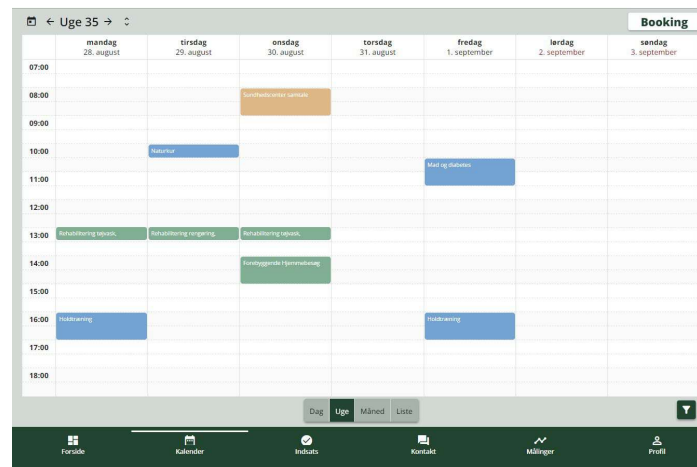 Uge 35
Booking
mandag tirsdag onsdag torsdag fredag lørdag søndag
28. august 29. august 30. august 31. august 1. september 2. september 3. september
07:00
08:00 Sundhedscenter samtale
09:00
10:00 Naturkur
Mad og diabetes
11:00
12:00
13:00 Rehabilitering tøjvask, Rehabilitering rengøring, Rehabilitering tøjvask,
14:00 Forebyggende Hjemmebesøg
15:00
16:00 Holdtræning Holdtræning
17:00
18:00
Dag Uge Måned Liste
Forside Kalender Indsats Kontakt Målinger Profil